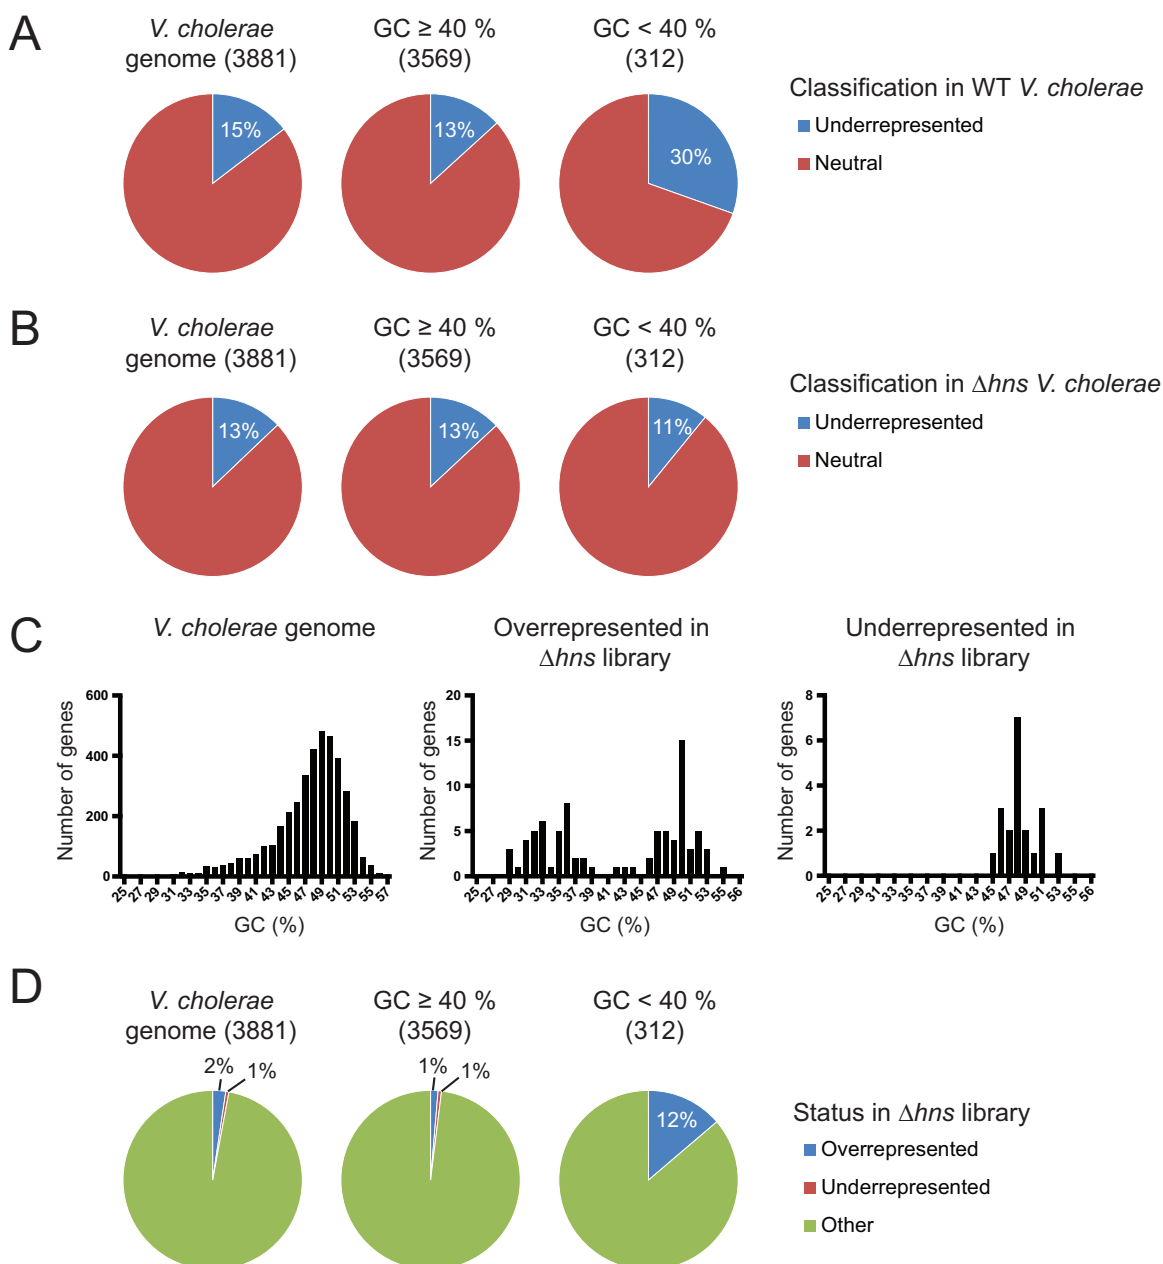 A
V. cholerae
genome (3881)
GC ≥ 40 %
(3569)
GC < 40 %
(312)
15%
13%
30%
Classification in WT V. cholerae
Underrepresented
Neutral
B
V. cholerae
genome (3881)
GC ≥ 40 %
(3569)
GC < 40 %
(312)
13%
13%
11%
Classification in Δhns V. cholerae
Underrepresented
Neutral
C
V. cholerae genome
Number of genes
600
400
200
0
25 27 29 31 33 35 37 39 41 43 45 47 49 51 53 55 57
GC (%)
Overrepresented in
Δhns library
Number of genes
20
15
10
5
0
25 27 29 31 33 35 37 39 41 43 45 47 49 51 53 55 56
GC (%)
Underrepresented in
Δhns library
Number of genes
8
6
4
2
0
25 27 29 31 33 35 37 39 41 43 45 47 49 51 53 55 56
GC (%)
D
V. cholerae
genome (3881)
GC ≥ 40 %
(3569)
GC < 40 %
(312)
2%
1%
1%
1%
12%
Status in Δhns library
Overrepresented
Underrepresented
Other